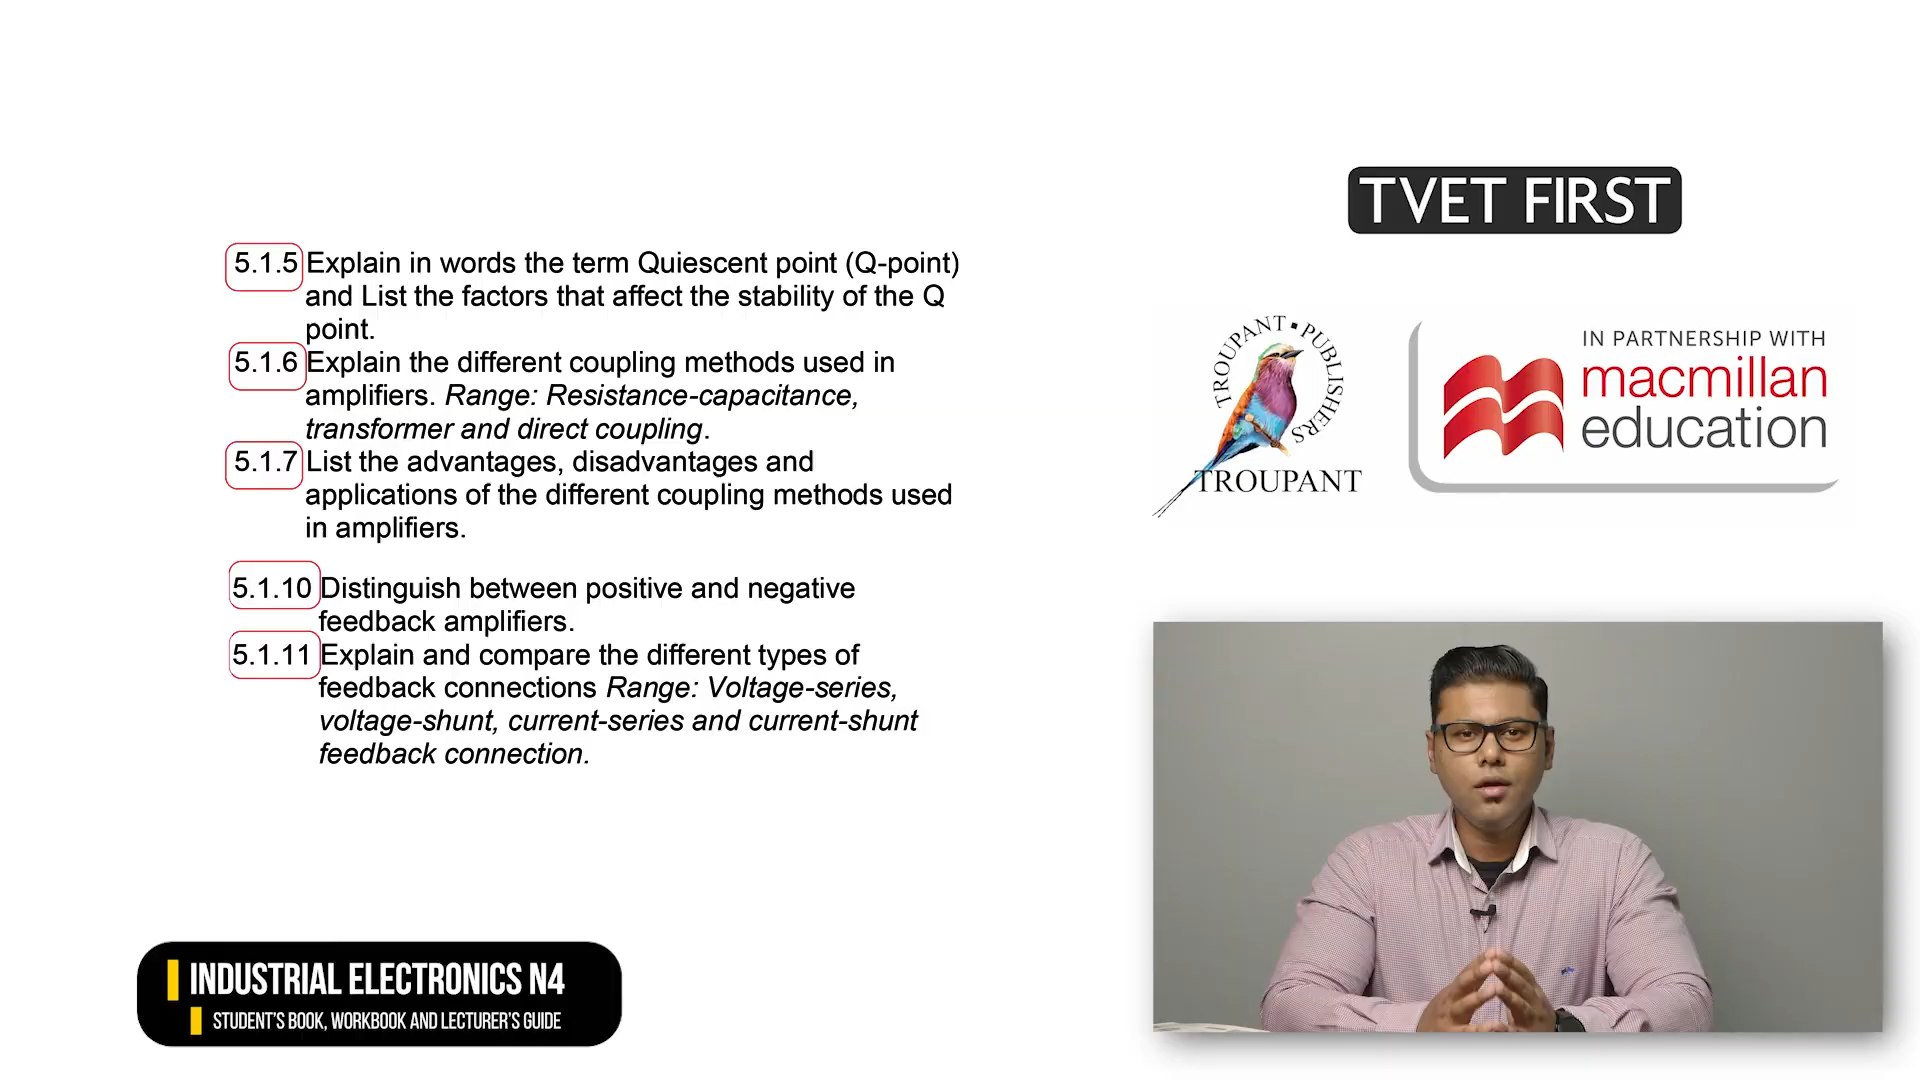 5.1.5 Explain in words the term Quiescent point (Q-point)
and List the factors that affect the stability of the Q
point.
5.1.6 Explain the different coupling methods used in
amplifiers. Range: Resistance-capacitance,
transformer and direct coupling.
5.1.7 List the advantages, disadvantages and
applications of the different coupling methods used
in amplifiers.
5.1.10 Distinguish between positive and negative
feedback amplifiers.
5.1.11 Explain and compare the different types of
feedback connections Range: Voltage-series,
voltage-shunt, current-series and current-shunt
feedback connection.
TVET FIRST
TROUPANT▪PUBLISHERS
TROUPANT
IN PARTNERSHIP WITH
macmillan
education
INDUSTRIAL ELECTRONICS N4
STUDENT'S BOOK, WORKBOOK AND LECTURER'S GUIDE